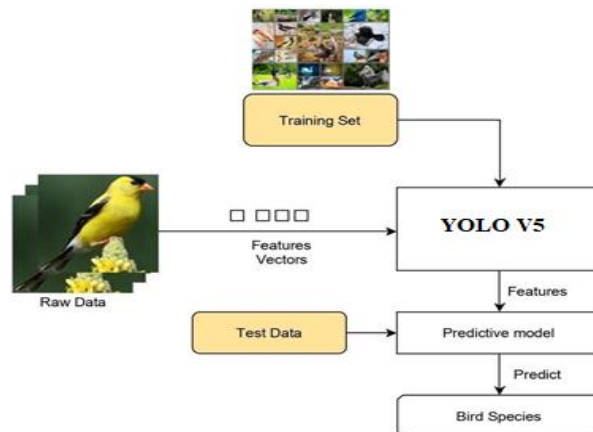 Training Set
YOLO V5
Features
Vectors
Raw Data
Features
Test Data
Predictive model
Predict
Bird Species